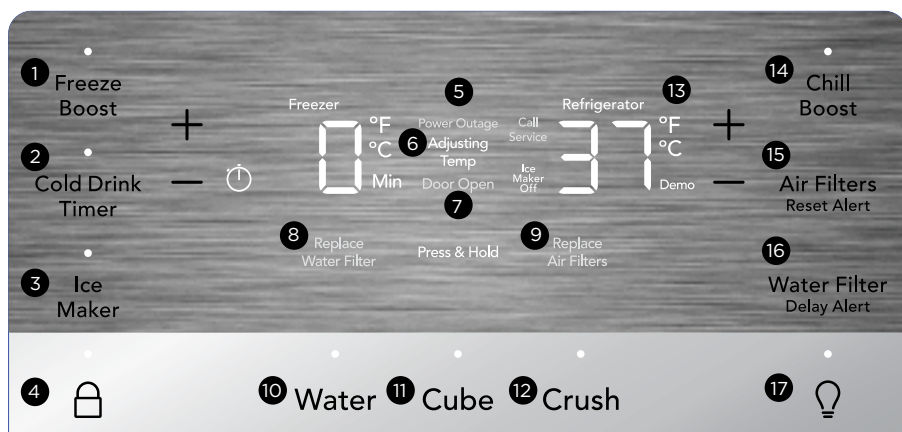 1 Freeze
Boost
2 Cold Drink
Timer
3 Ice
Maker
4
Freezer
0
°F
°C
Min
5
Power Outage
6 Adjusting
Temp
Door Open
7
8 Replace
Water Filter
Press & Hold
Call
Service
Ice
Maker
Off
9 Replace
Air Filters
Refrigerator
13
37
°F
°C
Demo
10 Water
11 Cube
12 Crush
14 Chill
Boost
15
Air Filters
Reset Alert
16
Water Filter
Delay Alert
17